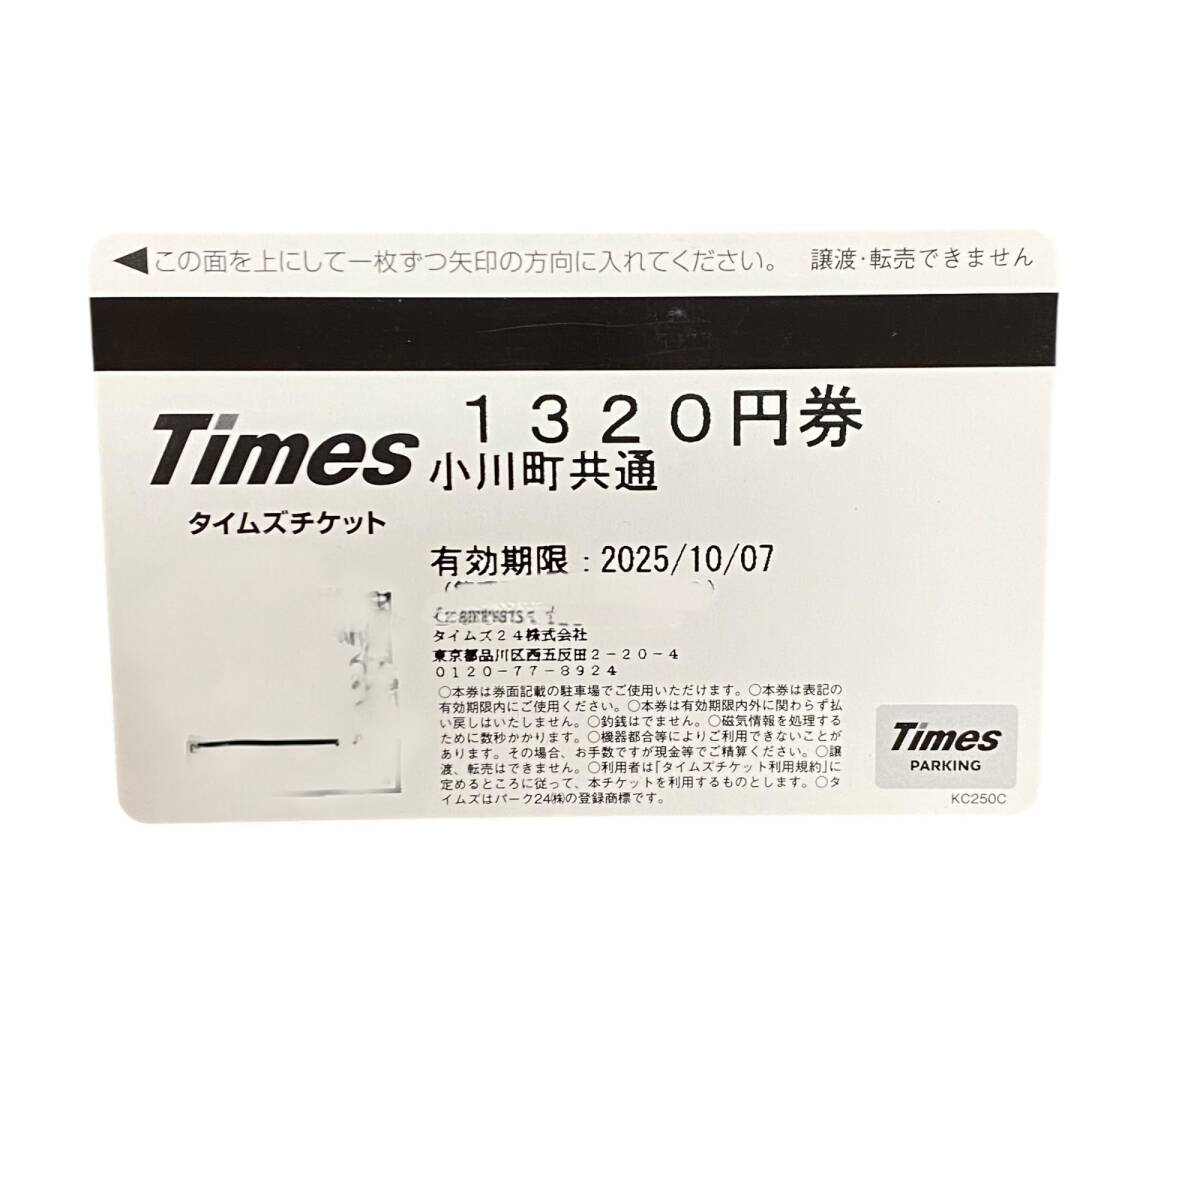 ◀この面を上にして一枚ずつ矢印の方向に入れてください。 譲渡・転売できません
Times
タイムズチケット
1320円券
小川町共通
有効期限：2025/10/07
タイムズ24株式会社
東京都品川区西五反田2-20-4
0120-77-8924
○本券は券面記載の駐車場でご使用いただけます。○本券は表記の
有効期限内にご使用ください。○本券は有効期限内外に関わらず払
い戻しはいたしません。○釣銭はでません。○磁気情報を処理する
ために数秒かかります。○機器都合等によりご利用できないことが
あります。その場合、お手数ですが現金等でご精算ください。○譲
渡、転売はできません。○利用者は「タイムズチケット利用規約」に
定めるところに従って、本チケットを利用するものとします。○タ
イムズはパーク24㈱の登録商標です。
Times
PARKING
KC250C